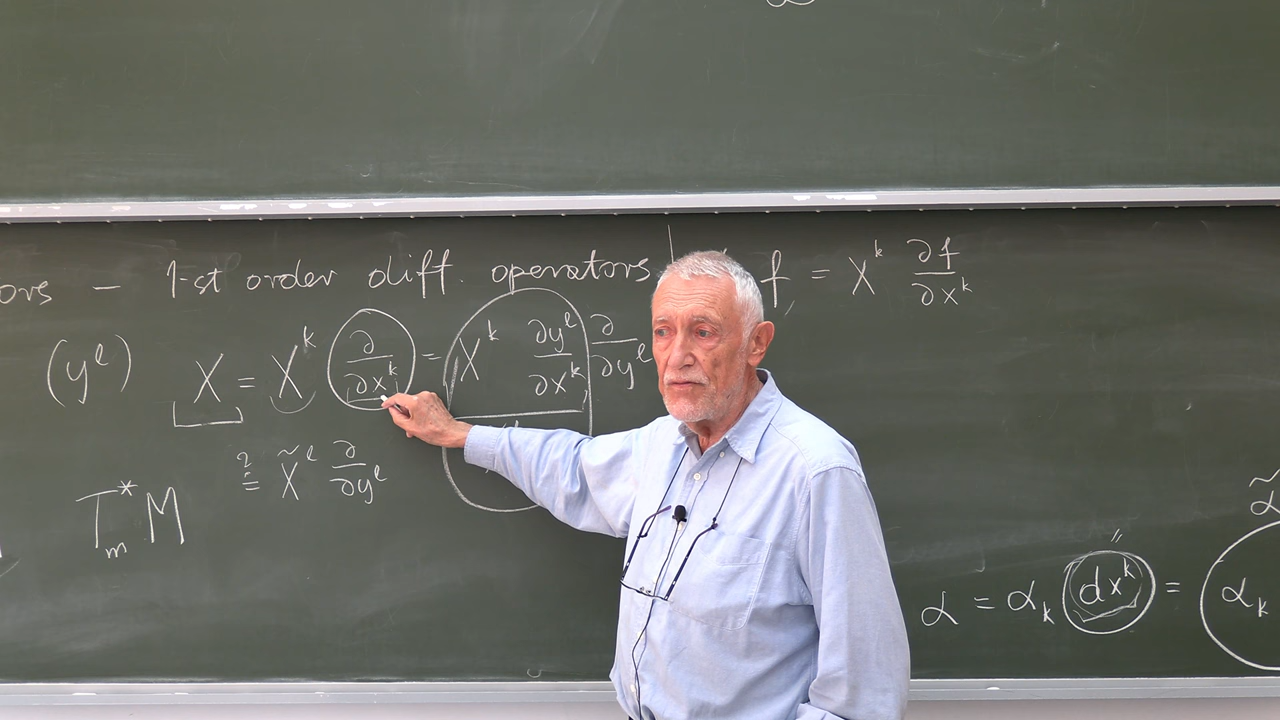 ors – 1-st order diff. operators f = X^k ∂f/∂x^k
(y^l) X = X^k ∂/∂x^k = X^k ∂y^l/∂x^k ∂/∂y^l
≟ X̃^l ∂/∂y^l
T*_m M
α = α_k dx^k = α_k
α̃